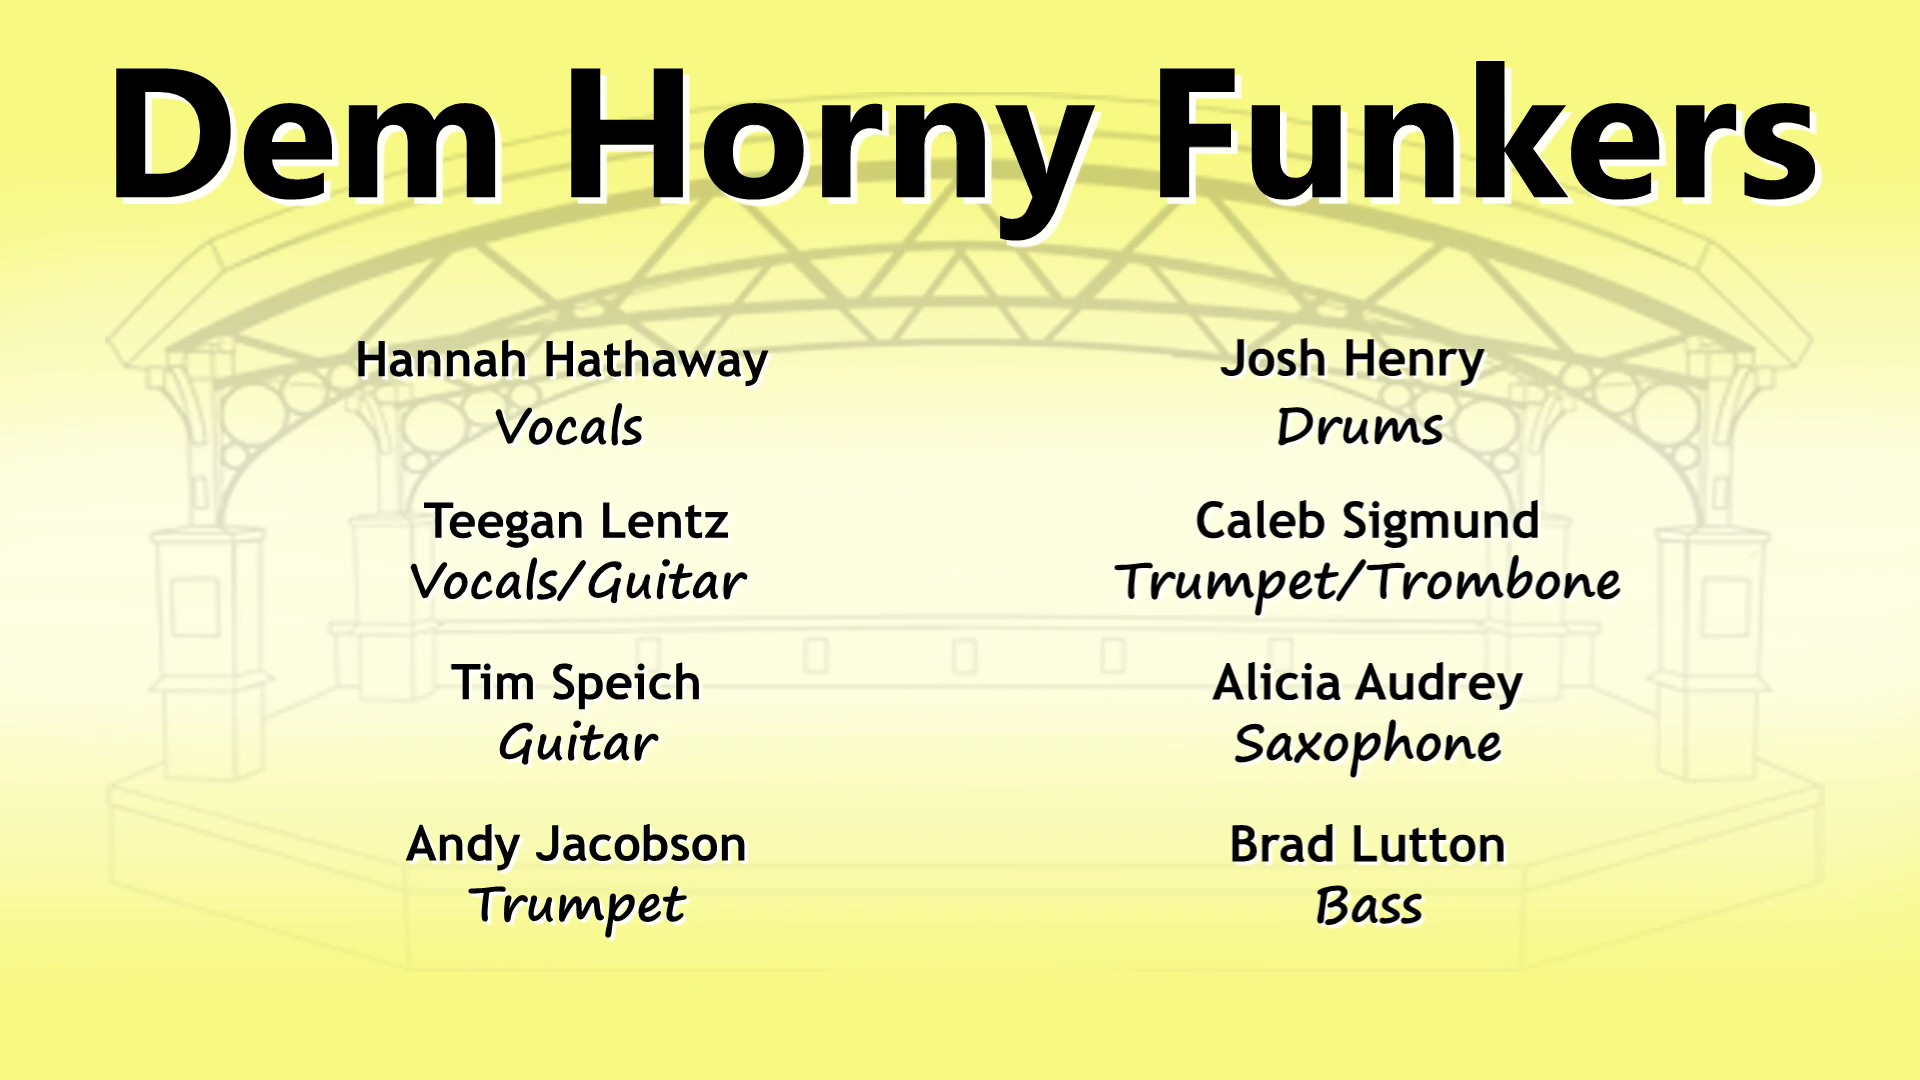 Dem Horny Funkers
Hannah Hathaway
Vocals
Teegan Lentz
Vocals/Guitar
Tim Speich
Guitar
Andy Jacobson
Trumpet
Josh Henry
Drums
Caleb Sigmund
Trumpet/Trombone
Alicia Audrey
Saxophone
Brad Lutton
Bass